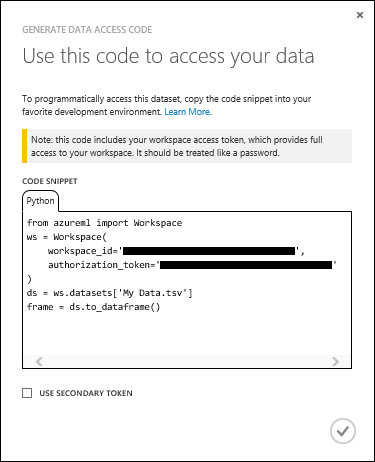 GENERATE DATA ACCESS CODE
Use this code to access your data
To programmatically access this dataset, copy the code snippet into your
favorite development environment. Learn More.
Note: this code includes your workspace access token, which provides full
access to your workspace. It should be treated like a password.
CODE SNIPPET
Python
from azureml import Workspace
ws = Workspace(
    workspace_id='',
    authorization_token=''
)
ds = ws.datasets['My Data.tsv']
frame = ds.to_dataframe()
USE SECONDARY TOKEN